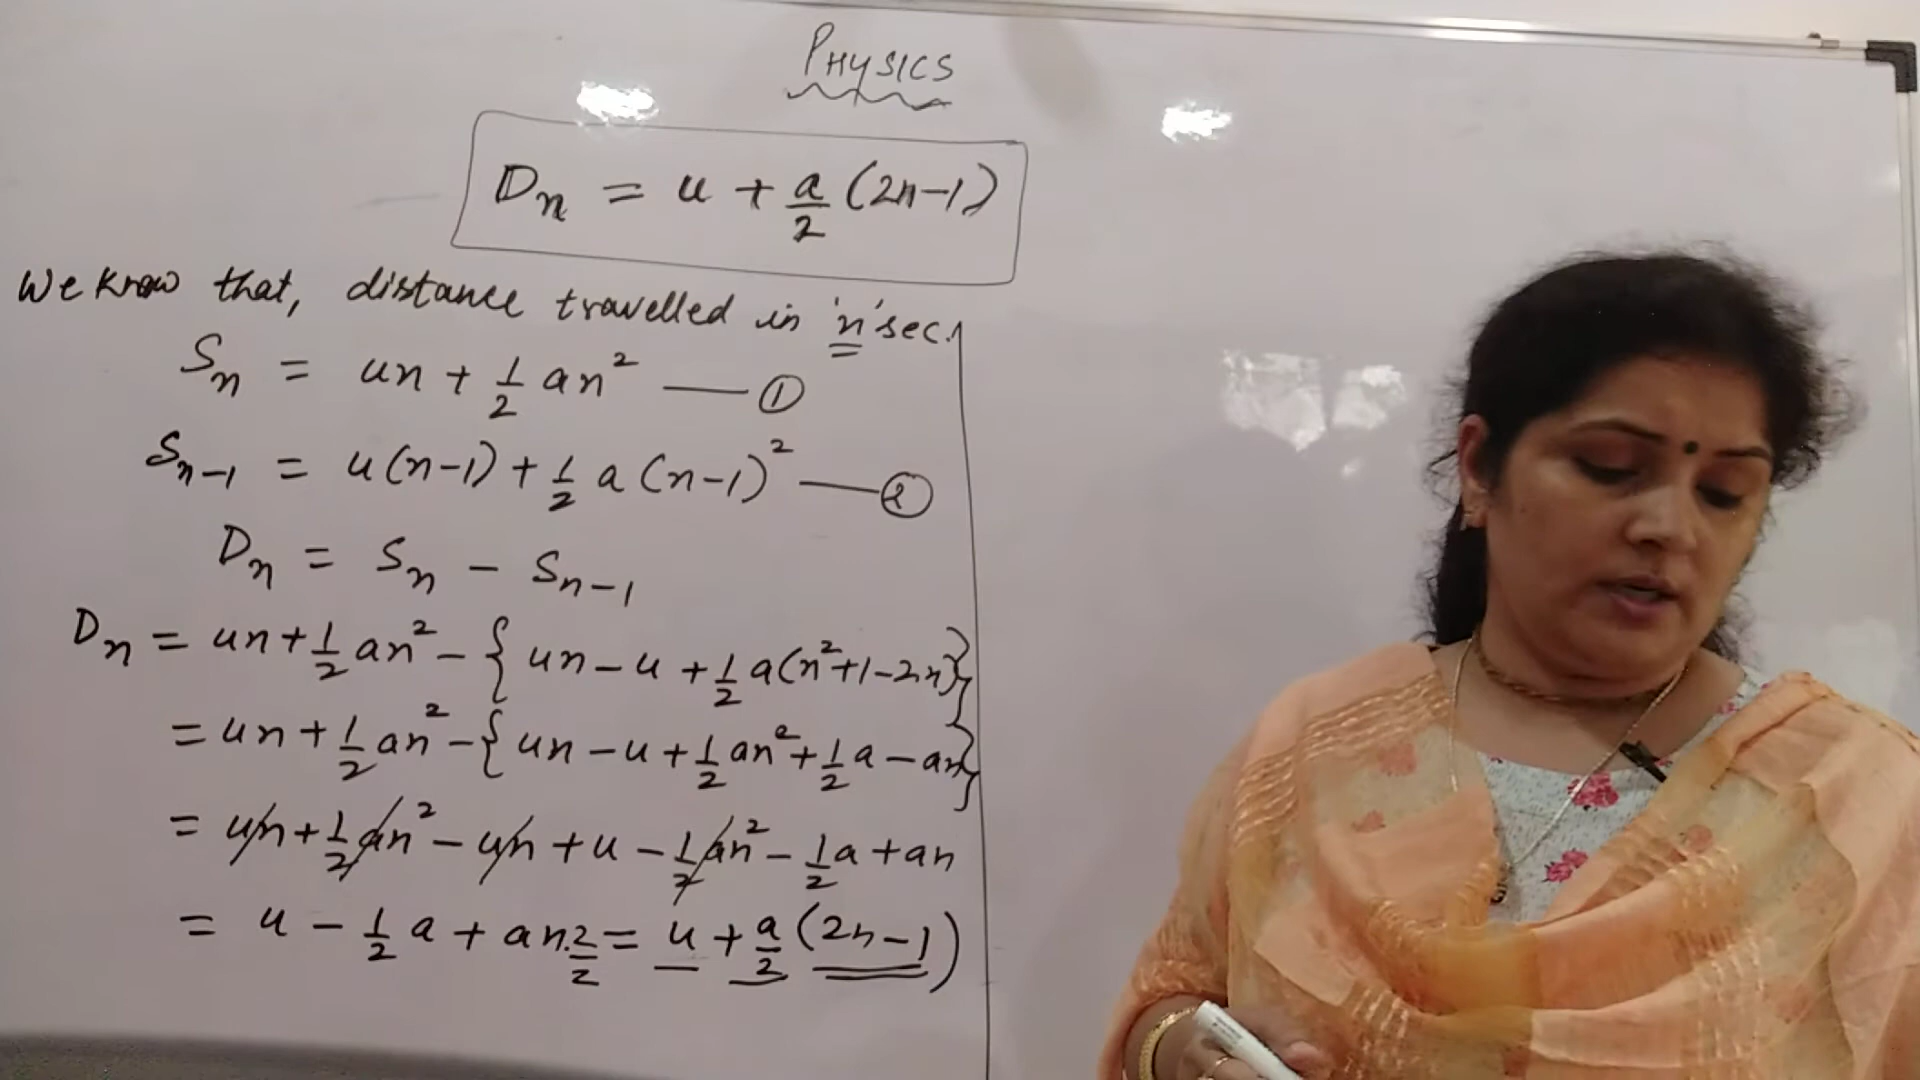 PHYSICS
Dn = u + a/2 (2n-1)
We know that, distance travelled in 'n' sec.
Sn = un + 1/2 an² — ①
Sn-1 = u(n-1) + 1/2 a (n-1)² — ②
Dn = Sn - Sn-1
Dn = un + 1/2 an² - { un - u + 1/2 a(n²+1-2n)}
= un + 1/2 an² - { un - u + 1/2 an² + 1/2 a - an}
= un + 1/2 an² - un + u - 1/2 an² - 1/2 a + an
= u - 1/2 a + an.2/2 = u + a/2 (2n-1)